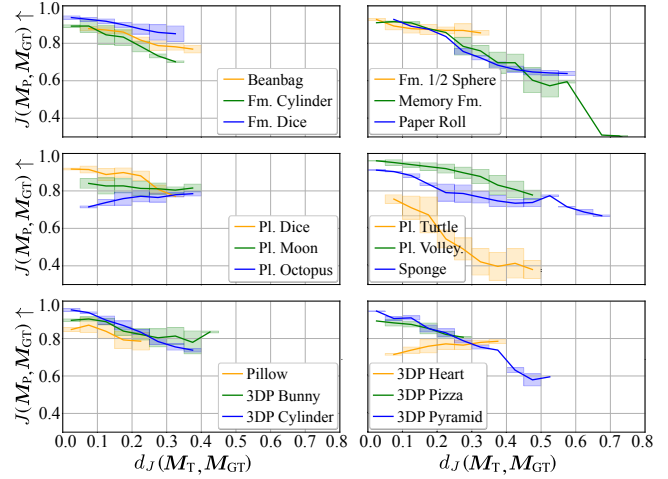 1.0
0.8
0.6
0.4
J(M_P, M_GT) ↑
Beanbag
Fm. Cylinder
Fm. Dice
Fm. 1/2 Sphere
Memory Fm.
Paper Roll
1.0
0.8
0.6
0.4
J(M_P, M_GT) ↑
Pl. Dice
Pl. Moon
Pl. Octopus
Pl. Turtle
Pl. Volley.
Sponge
1.0
0.8
0.6
0.4
J(M_P, M_GT) ↑
Pillow
3DP Bunny
3DP Cylinder
3DP Heart
3DP Pizza
3DP Pyramid
0.0 0.1 0.2 0.3 0.4 0.5 0.6 0.7 0.8
0.0 0.1 0.2 0.3 0.4 0.5 0.6 0.7 0.8
d_J(M_T, M_GT)
d_J(M_T, M_GT)